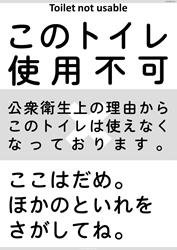 Toilet not usable
このトイレ
使用不可
公衆衛生上の理由から
このトイレは使えなく
なっております。
ここはだめ。
ほかのといれを
さがしてね。